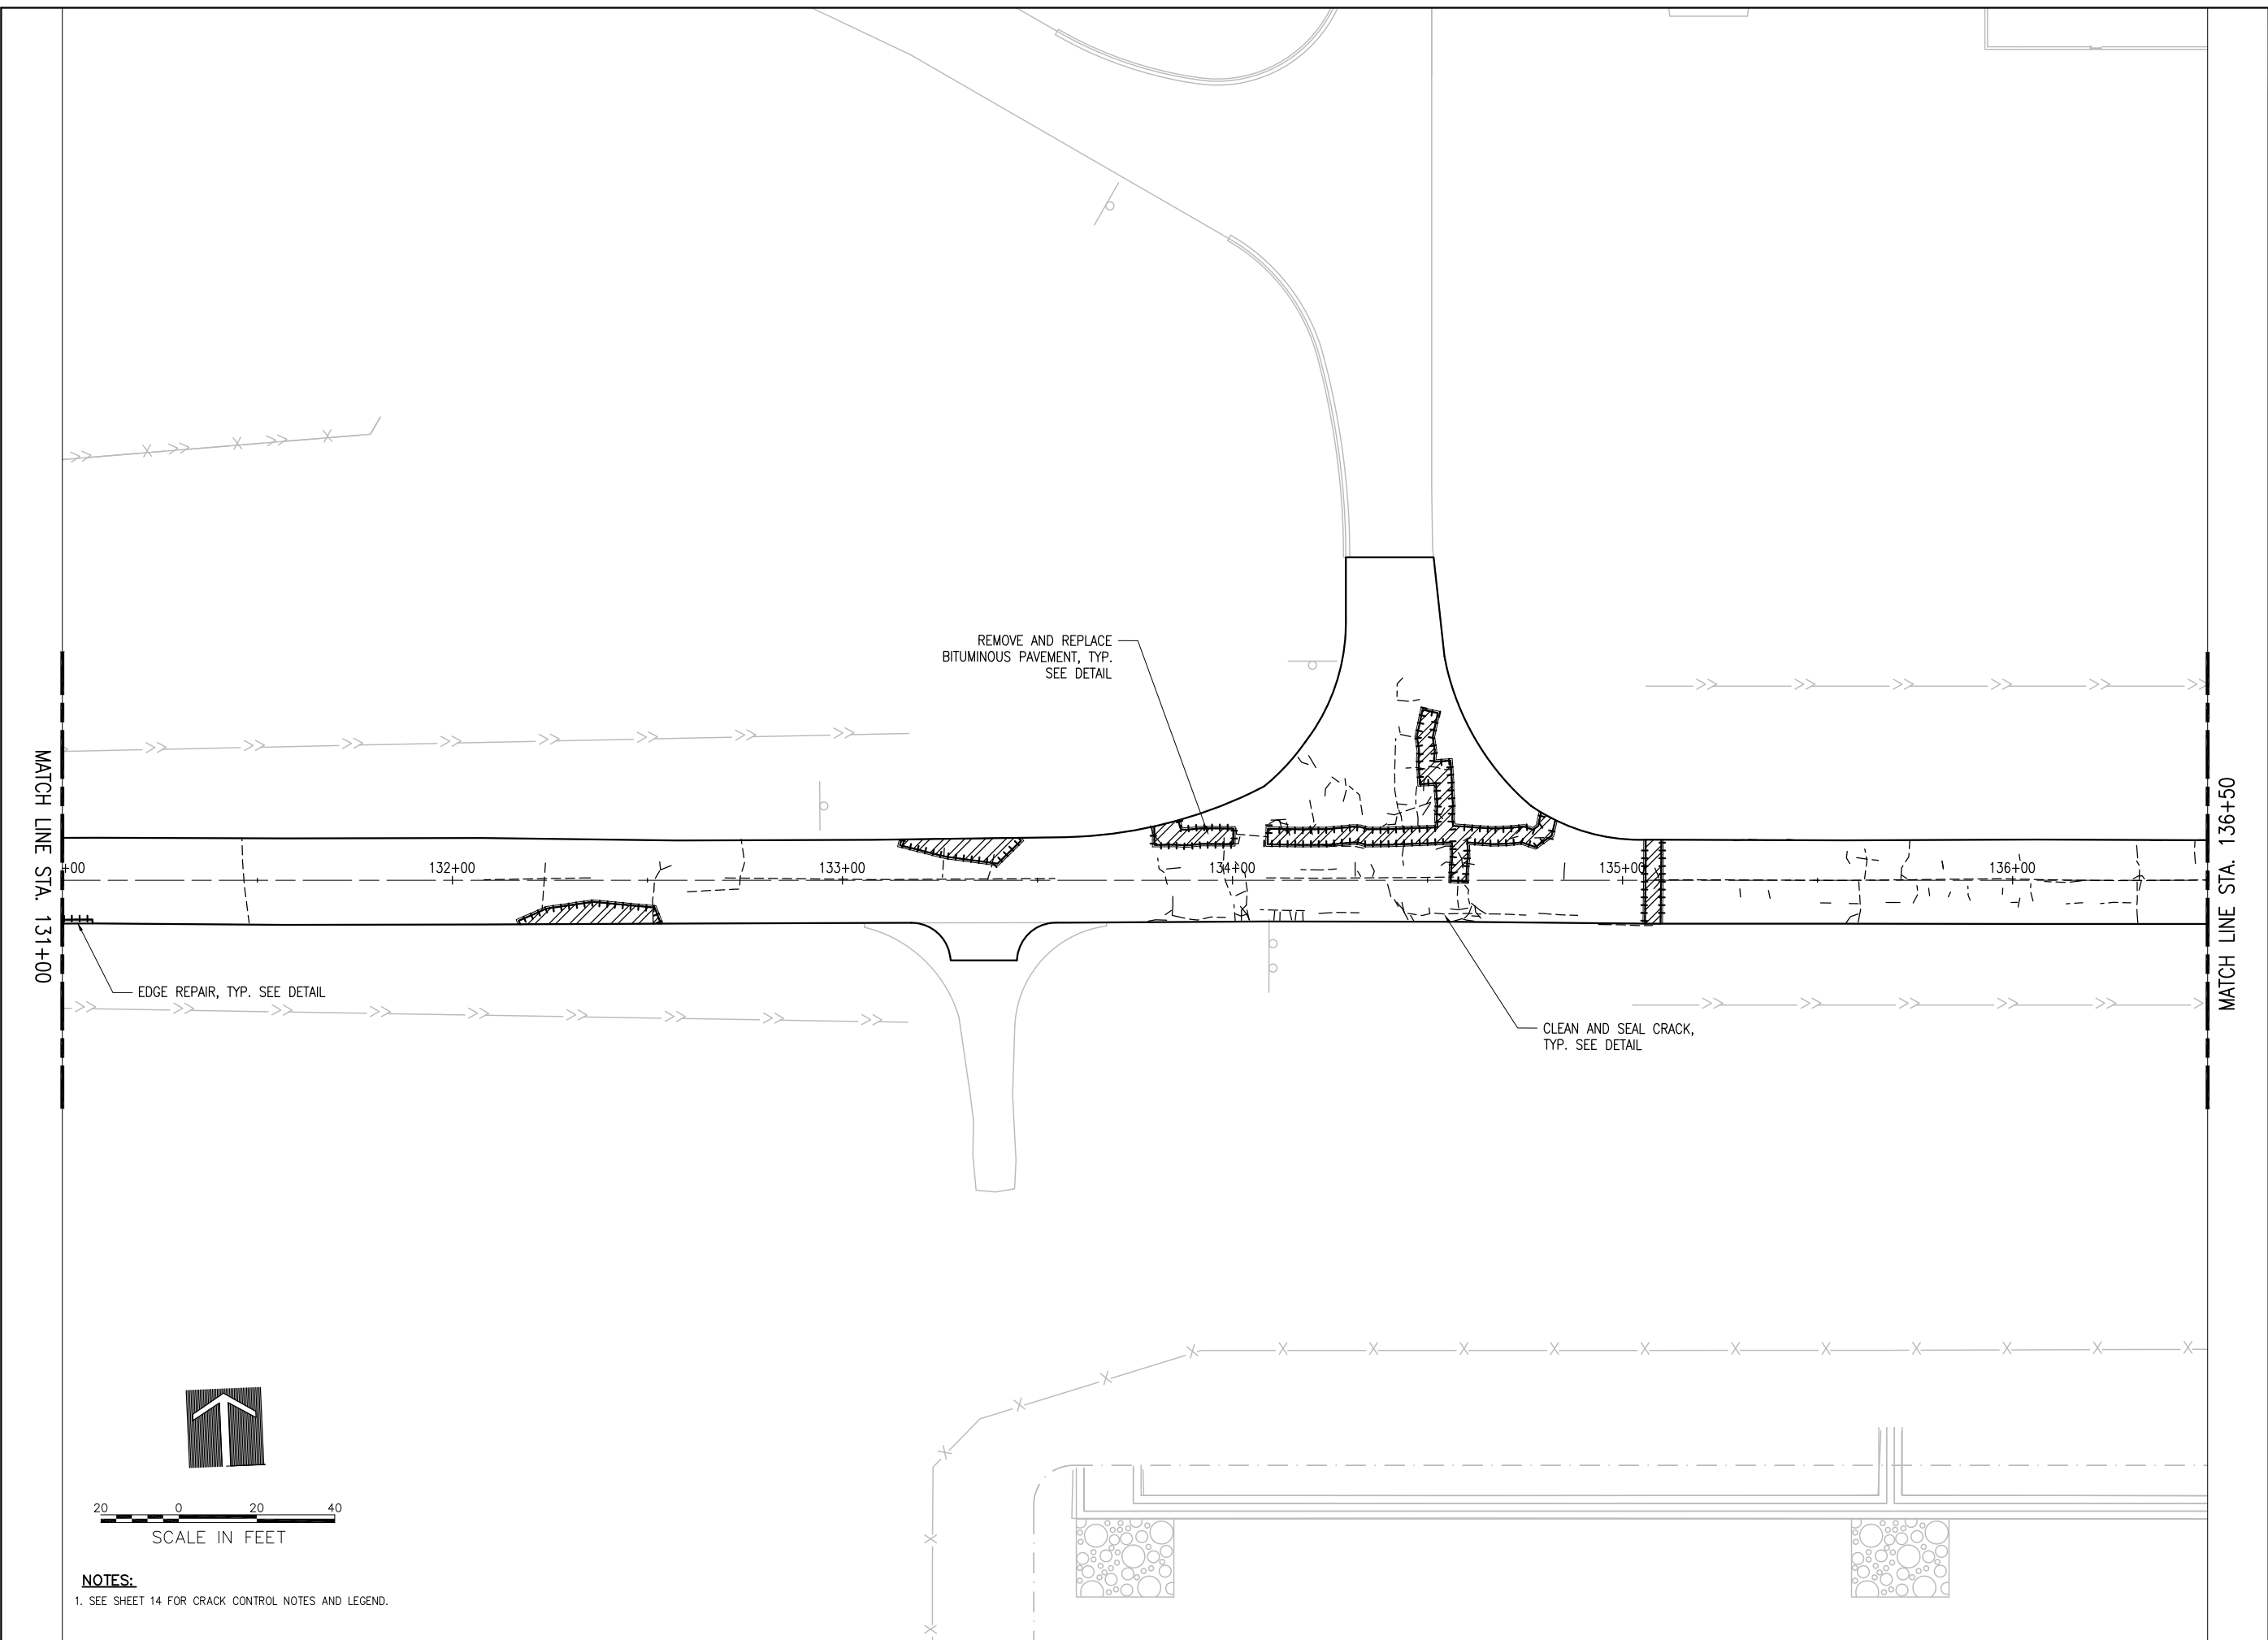 REMOVE AND REPLACE
BITUMINOUS PAVEMENT, TYP.
SEE DETAIL
MATCH LINE STA. 131+00
MATCH LINE STA. 136+50
+00
132+00
133+00
134+00
135+00
136+00
EDGE REPAIR, TYP. SEE DETAIL
CLEAN AND SEAL CRACK,
TYP. SEE DETAIL
20 0 20 40
SCALE IN FEET
NOTES:
1. SEE SHEET 14 FOR CRACK CONTROL NOTES AND LEGEND.